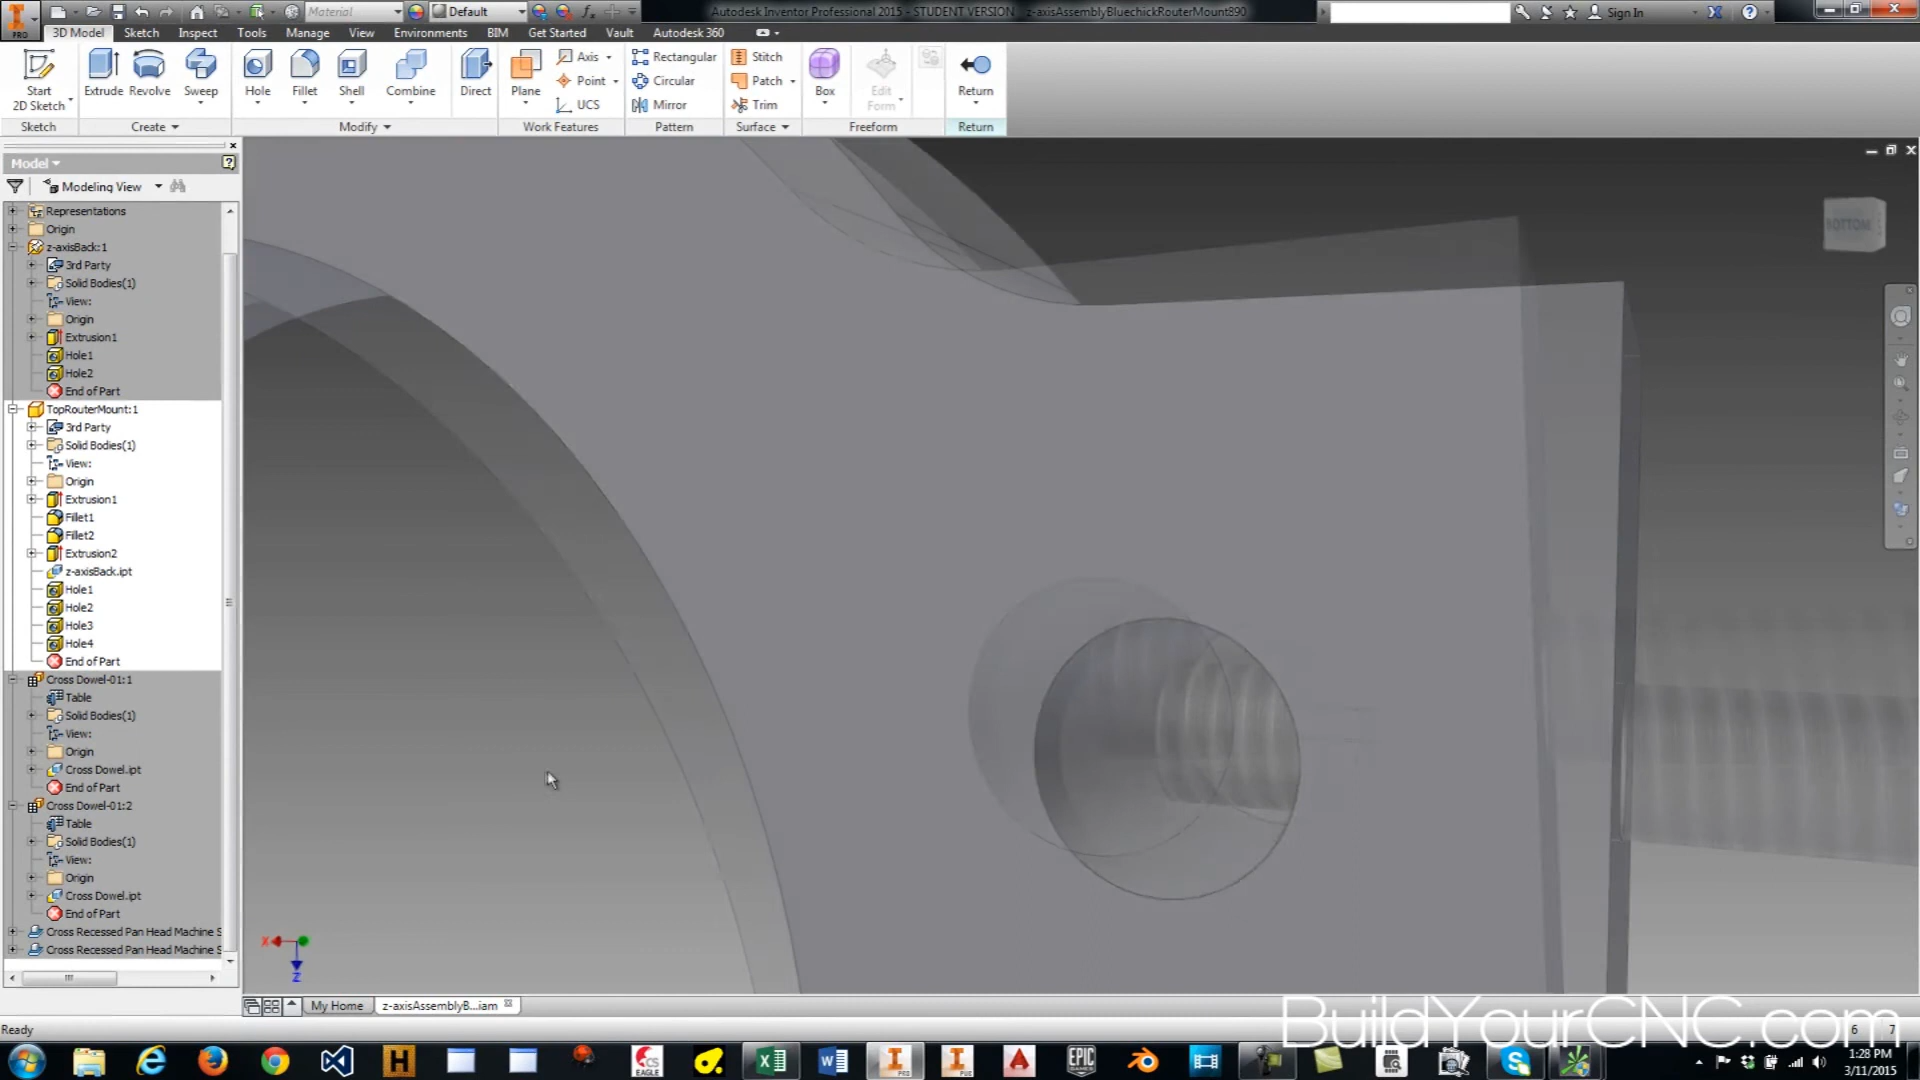 Material
Default
Autodesk Inventor Professional 2015 - STUDENT VERSION z-axisAssemblyBluechickRouterMount890
Sign In
PRO
3D Model Sketch Inspect Tools Manage View Environments BIM Get Started Vault Autodesk 360
Start
2D Sketch
Extrude
Revolve
Sweep
Hole
Fillet
Shell
Combine
Direct
Plane
Axis
Point
UCS
Rectangular
Circular
Mirror
Stitch
Patch
Trim
Box
Edit
Form
Return
Sketch
Create
Modify
Work Features
Pattern
Surface
Freeform
Return
Model
Modeling View
Representations
Origin
z-axisBack:1
3rd Party
Solid Bodies(1)
View:
Origin
Extrusion1
Hole1
Hole2
End of Part
TopRouterMount:1
3rd Party
Solid Bodies(1)
View:
Origin
Extrusion1
Fillet1
Fillet2
Extrusion2
z-axisBack.ipt
Hole1
Hole2
Hole3
Hole4
End of Part
Cross Dowel-01:1
Table
Solid Bodies(1)
View:
Origin
Cross Dowel.ipt
End of Part
Cross Dowel-01:2
Table
Solid Bodies(1)
View:
Origin
Cross Dowel.ipt
End of Part
Cross Recessed Pan Head Machine S
Cross Recessed Pan Head Machine S
BOTTOM
X
Z
My Home
z-axisAssemblyB...iam
BuildYourCNC.com
Ready
6 7
EAGLE
EPIC
PRO
1:28 PM
3/11/2015